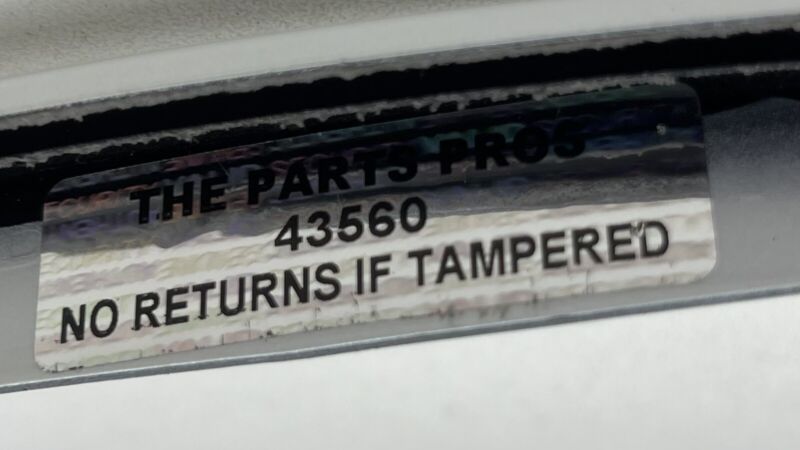 THE PARTS PROS
43560
NO RETURNS IF TAMPERED